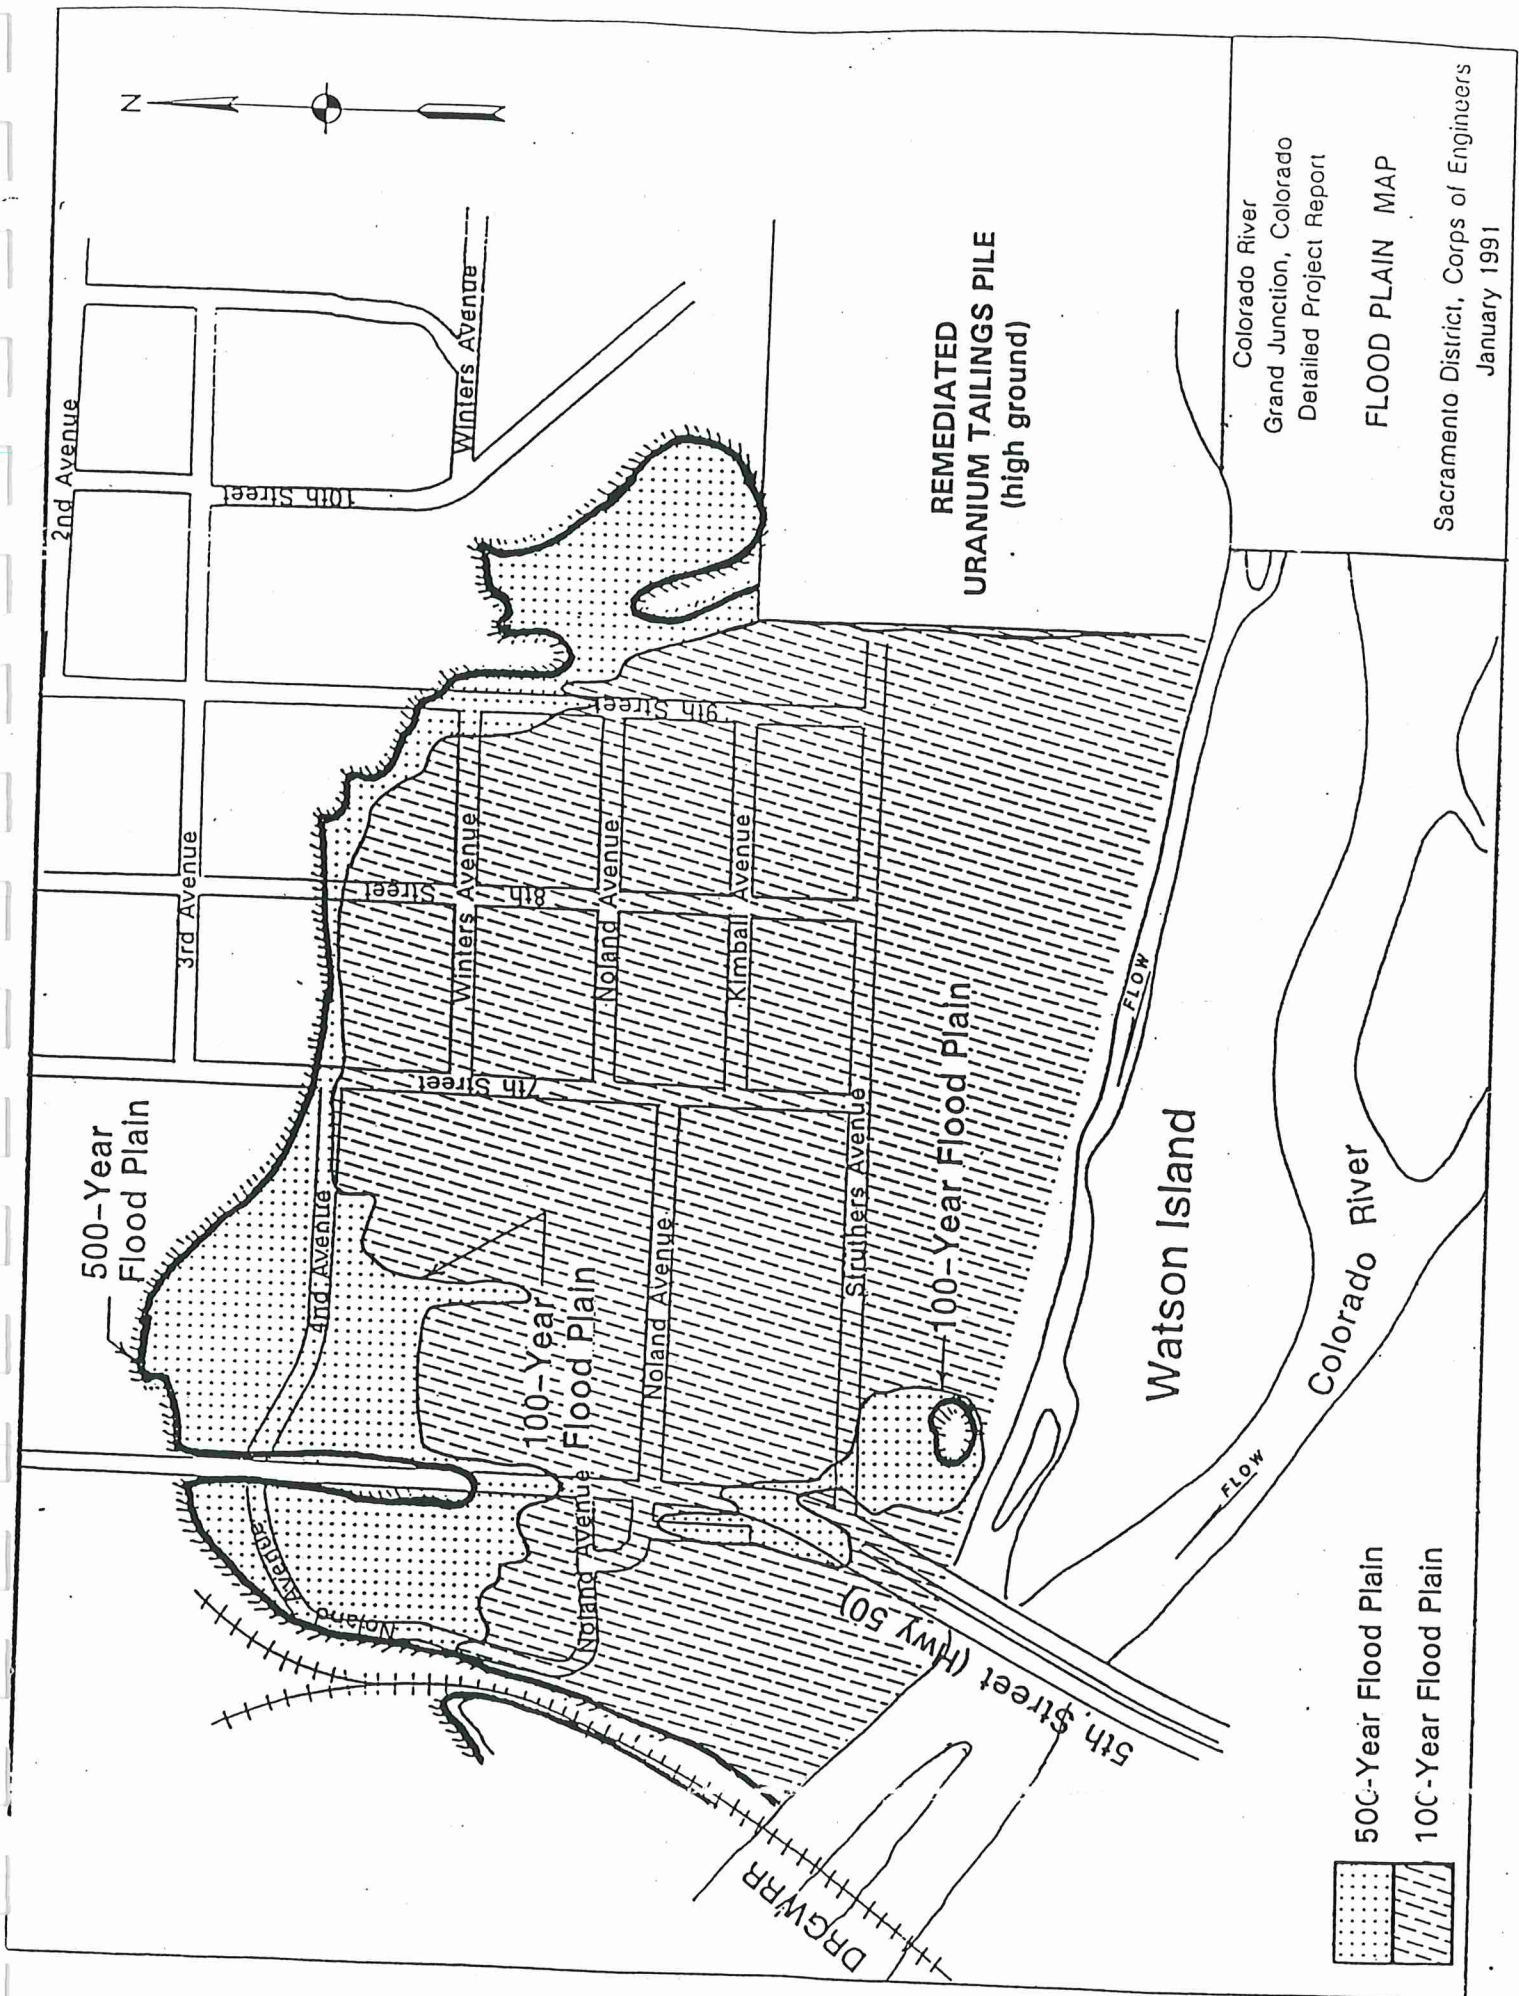 N
2nd Avenue
3rd Avenue
10th Street
Winters Avenue
500-Year
Flood Plain
4nd Avenue
Noland
Avenue
8th Street
9th Street
7th Street
Winters Avenue
Noland Avenue
Kimball Avenue
100-Year
Flood Plain
Noland Avenue
Noland Avenue
Struthers Avenue
100-Year Flood Plain
REMEDIATED
URANIUM TAILINGS PILE
(high ground)
5th Street (Hwy 50)
DRGWRR
FLOW
Watson Island
Colorado River
FLOW
500-Year Flood Plain
100-Year Flood Plain
Colorado River
Grand Junction, Colorado
Detailed Project Report
FLOOD PLAIN MAP
Sacramento District, Corps of Engineers
January 1991